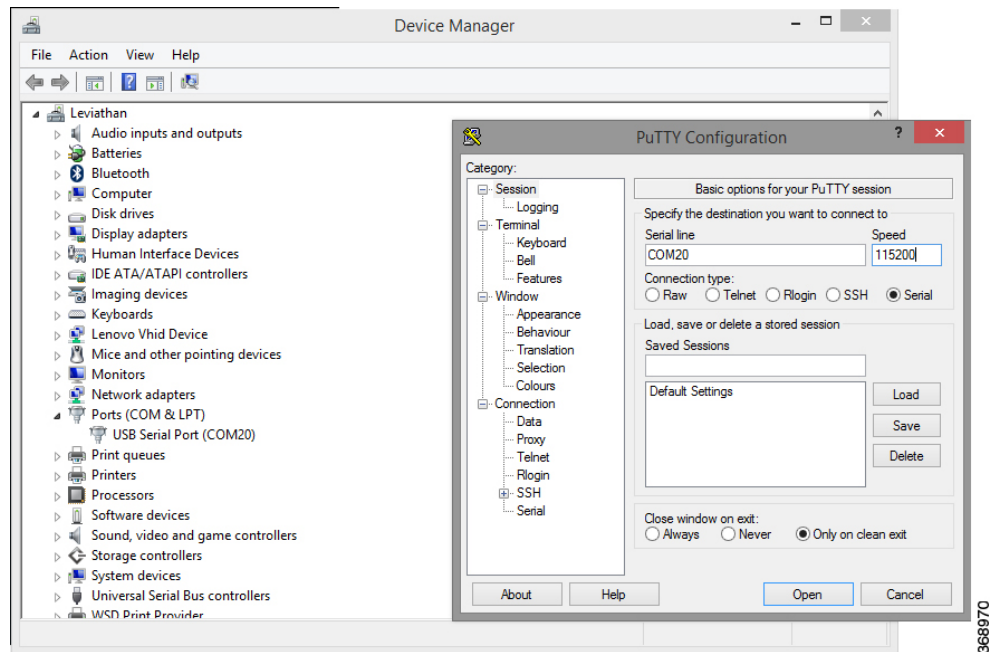 Device Manager
File Action View Help
Leviathan
Audio inputs and outputs
Batteries
Bluetooth
Computer
Disk drives
Display adapters
Human Interface Devices
IDE ATA/ATAPI controllers
Imaging devices
Keyboards
Lenovo Vhid Device
Mice and other pointing devices
Monitors
Network adapters
Ports (COM & LPT)
USB Serial Port (COM20)
Print queues
Printers
Processors
Software devices
Sound, video and game controllers
Storage controllers
System devices
Universal Serial Bus controllers
WSD Print Provider
PuTTY Configuration
Category:
Session
Logging
Terminal
Keyboard
Bell
Features
Window
Appearance
Behaviour
Translation
Selection
Colours
Connection
Data
Proxy
Telnet
Rlogin
SSH
Serial
Basic options for your PuTTY session
Specify the destination you want to connect to
Serial line Speed
COM20 115200
Connection type:
Raw Telnet Rlogin SSH Serial
Load, save or delete a stored session
Saved Sessions
Default Settings
Load
Save
Delete
Close window on exit:
Always Never Only on clean exit
About Help Open Cancel
368970